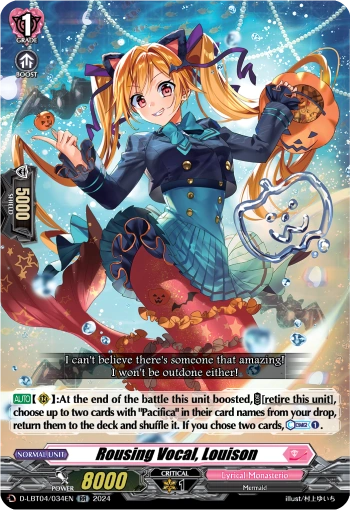 1
GRADE
BOOST
5000
SHIELD
I can't believe there's someone that amazing!
I won't be outdone either!
AUTO【RC】:At the end of the battle this unit boosted, [retire this unit],
choose up to two cards with "Pacifica" in their card names from your drop,
return them to the deck and shuffle it. If you chose two cards, 1.
NORMAL UNIT
Rousing Vocal, Louison
POWER
8000
CRITICAL
1
Lyrical Monasterio
Mermaid
D-LBT04/034EN RR 2024
illust/村上ゆいち